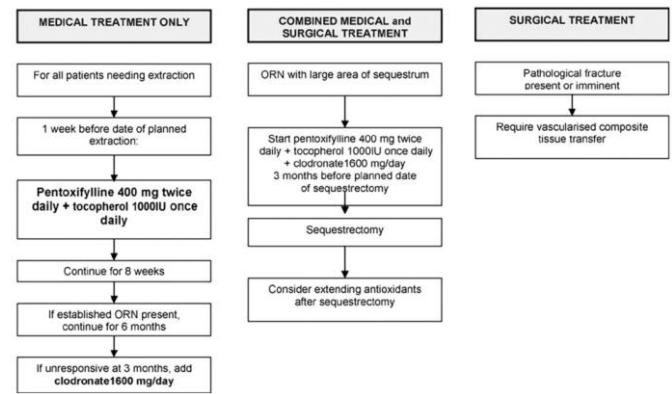 MEDICAL TREATMENT ONLY
For all patients needing extraction
1 week before date of planned
extraction:
Pentoxifylline 400 mg twice
daily + tocopherol 1000IU once
daily
Continue for 8 weeks
If established ORN present,
continue for 6 months
If unresponsive at 3 months, add
clodronate1600 mg/day
COMBINED MEDICAL and
SURGICAL TREATMENT
ORN with large area of sequestrum
Start pentoxifylline 400 mg twice
daily + tocopherol 1000IU once daily
+ clodronate1600 mg/day
3 months before planned date
of sequestrectomy
Sequestrectomy
Consider extending antioxidants
after sequestrectomy
SURGICAL TREATMENT
Pathological fracture
present or imminent
Require vascularised composite
tissue transfer